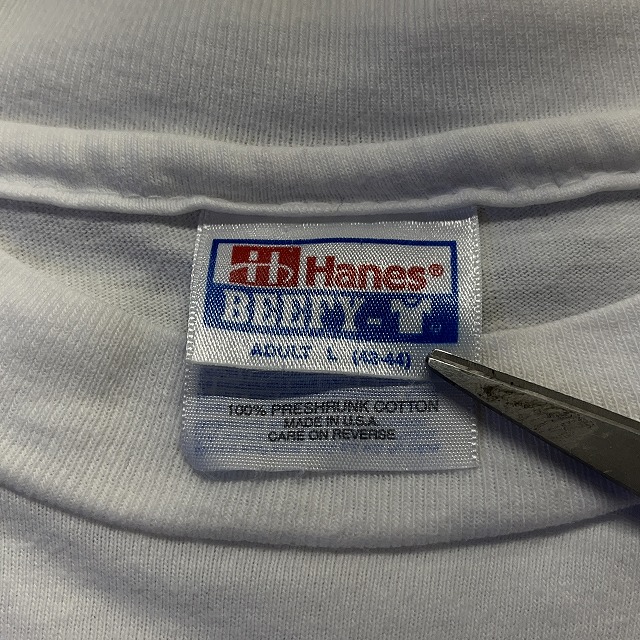 Hanes®
BEEFY-T®
ADULT L (42-44)
100% PRESHRUNK COTTON
MADE IN U.S.A.
CARE ON REVERSE